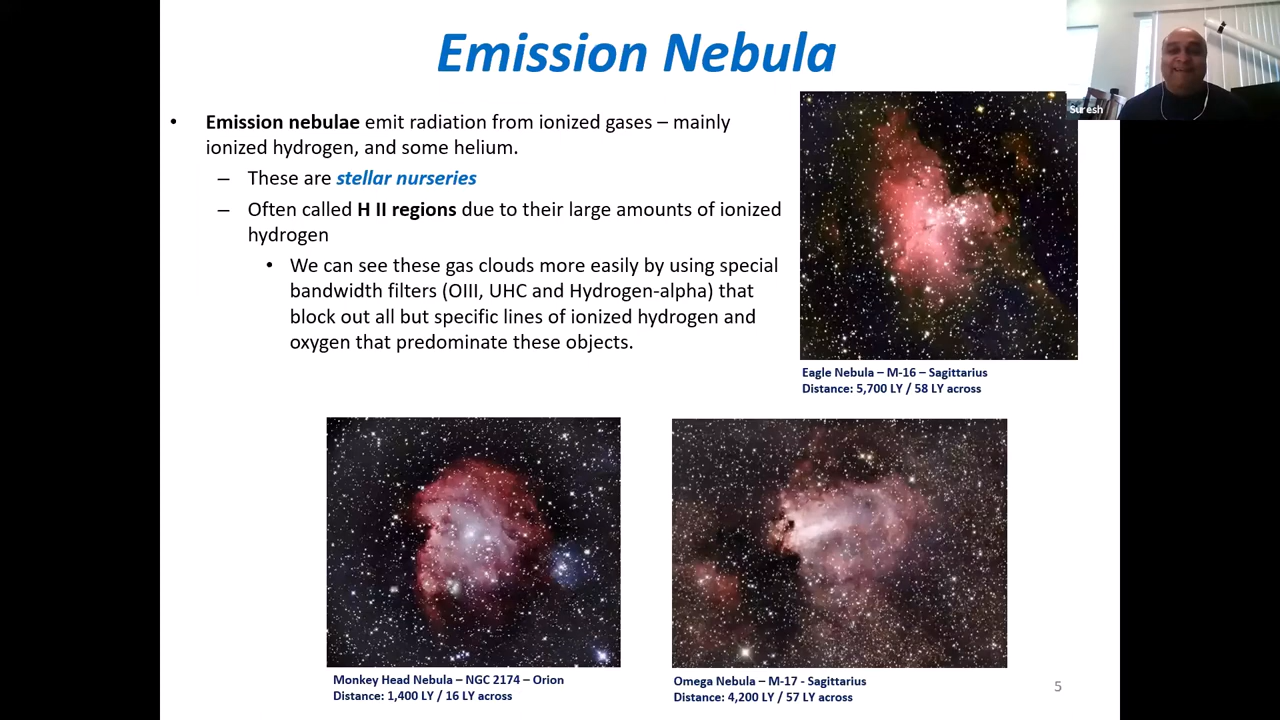 Emission Nebula
Suresh
• Emission nebulae emit radiation from ionized gases – mainly
ionized hydrogen, and some helium.
– These are stellar nurseries
– Often called H II regions due to their large amounts of ionized
hydrogen
• We can see these gas clouds more easily by using special
bandwidth filters (OIII, UHC and Hydrogen-alpha) that
block out all but specific lines of ionized hydrogen and
oxygen that predominate these objects.
Eagle Nebula – M-16 – Sagittarius
Distance: 5,700 LY / 58 LY across
Monkey Head Nebula – NGC 2174 – Orion
Distance: 1,400 LY / 16 LY across
Omega Nebula – M-17 - Sagittarius
Distance: 4,200 LY / 57 LY across
5